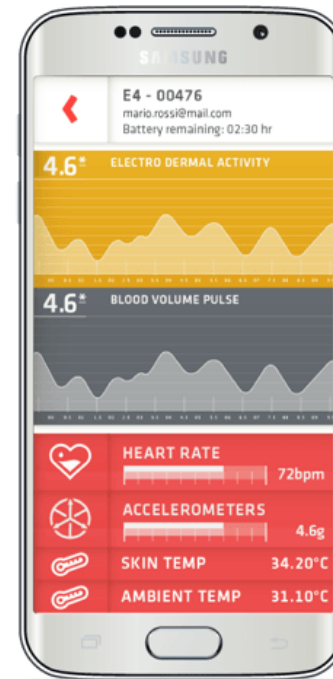 SAMSUNG
E4 - 00476
mario.rossi@mail.com
Battery remaining: 02:30 hr
4.6 ELECTRO DERMAL ACTIVITY
4.6 BLOOD VOLUME PULSE
HEART RATE
72bpm
ACCELEROMETERS
4.6g
SKIN TEMP 34.20°C
AMBIENT TEMP 31.10°C